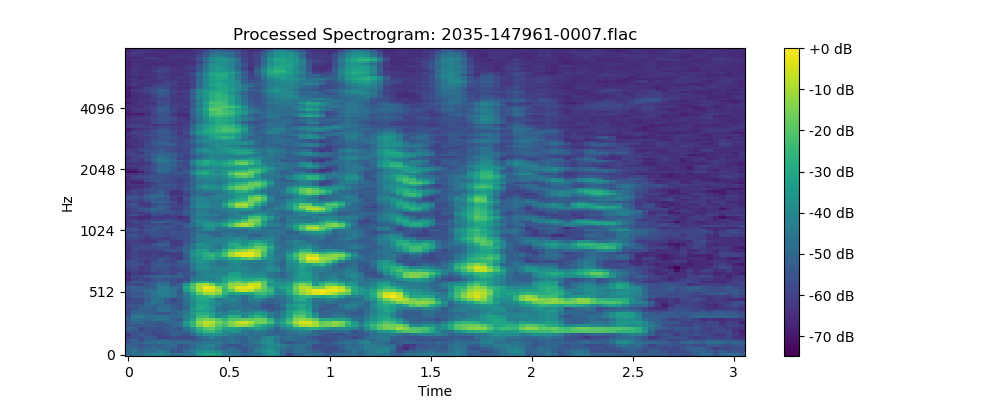 Processed Spectrogram: 2035-147961-0007.flac
+0 dB
4096
-10 dB
-20 dB
2048
-30 dB
Hz
-40 dB
1024
-50 dB
512
-60 dB
-70 dB
0
0 0.5 1 1.5 2 2.5 3
Time